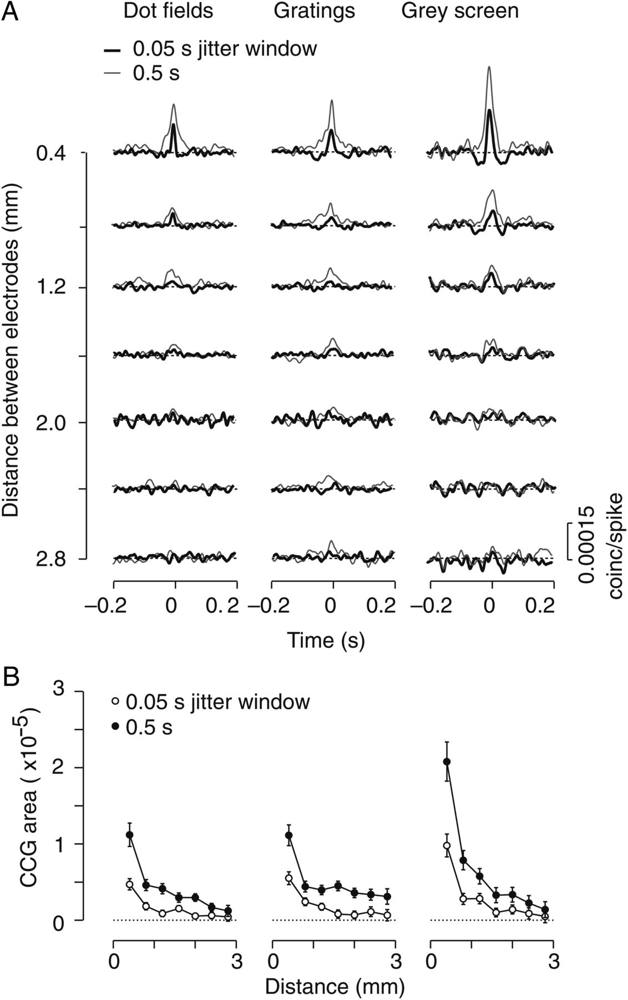 A
Dot fields Gratings Grey screen
0.05 s jitter window
0.5 s
Distance between electrodes (mm)
0.4
1.2
2.0
2.8
0.00015
coinc/spike
–0.2 0 0.2 –0.2 0 0.2 –0.2 0 0.2
Time (s)
B
CCG area ( x10–5)
3
2
1
0
0.05 s jitter window
0.5 s
0 3 0 3 0 3
Distance (mm)